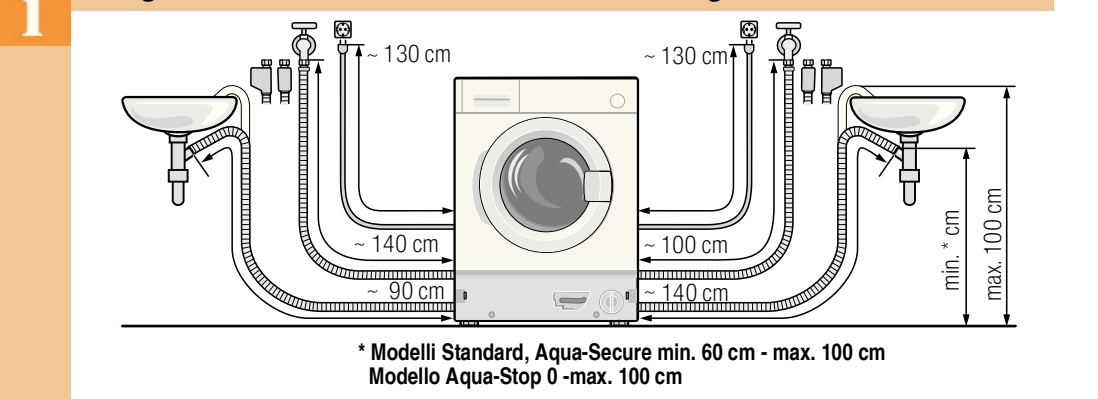 i
~ 130 cm
~ 130 cm
~ 140 cm
~ 100 cm
~ 90 cm
~ 140 cm
min. * cm
max. 100 cm
* Modelli Standard, Aqua-Secure min. 60 cm - max. 100 cm
Modello Aqua-Stop 0 -max. 100 cm